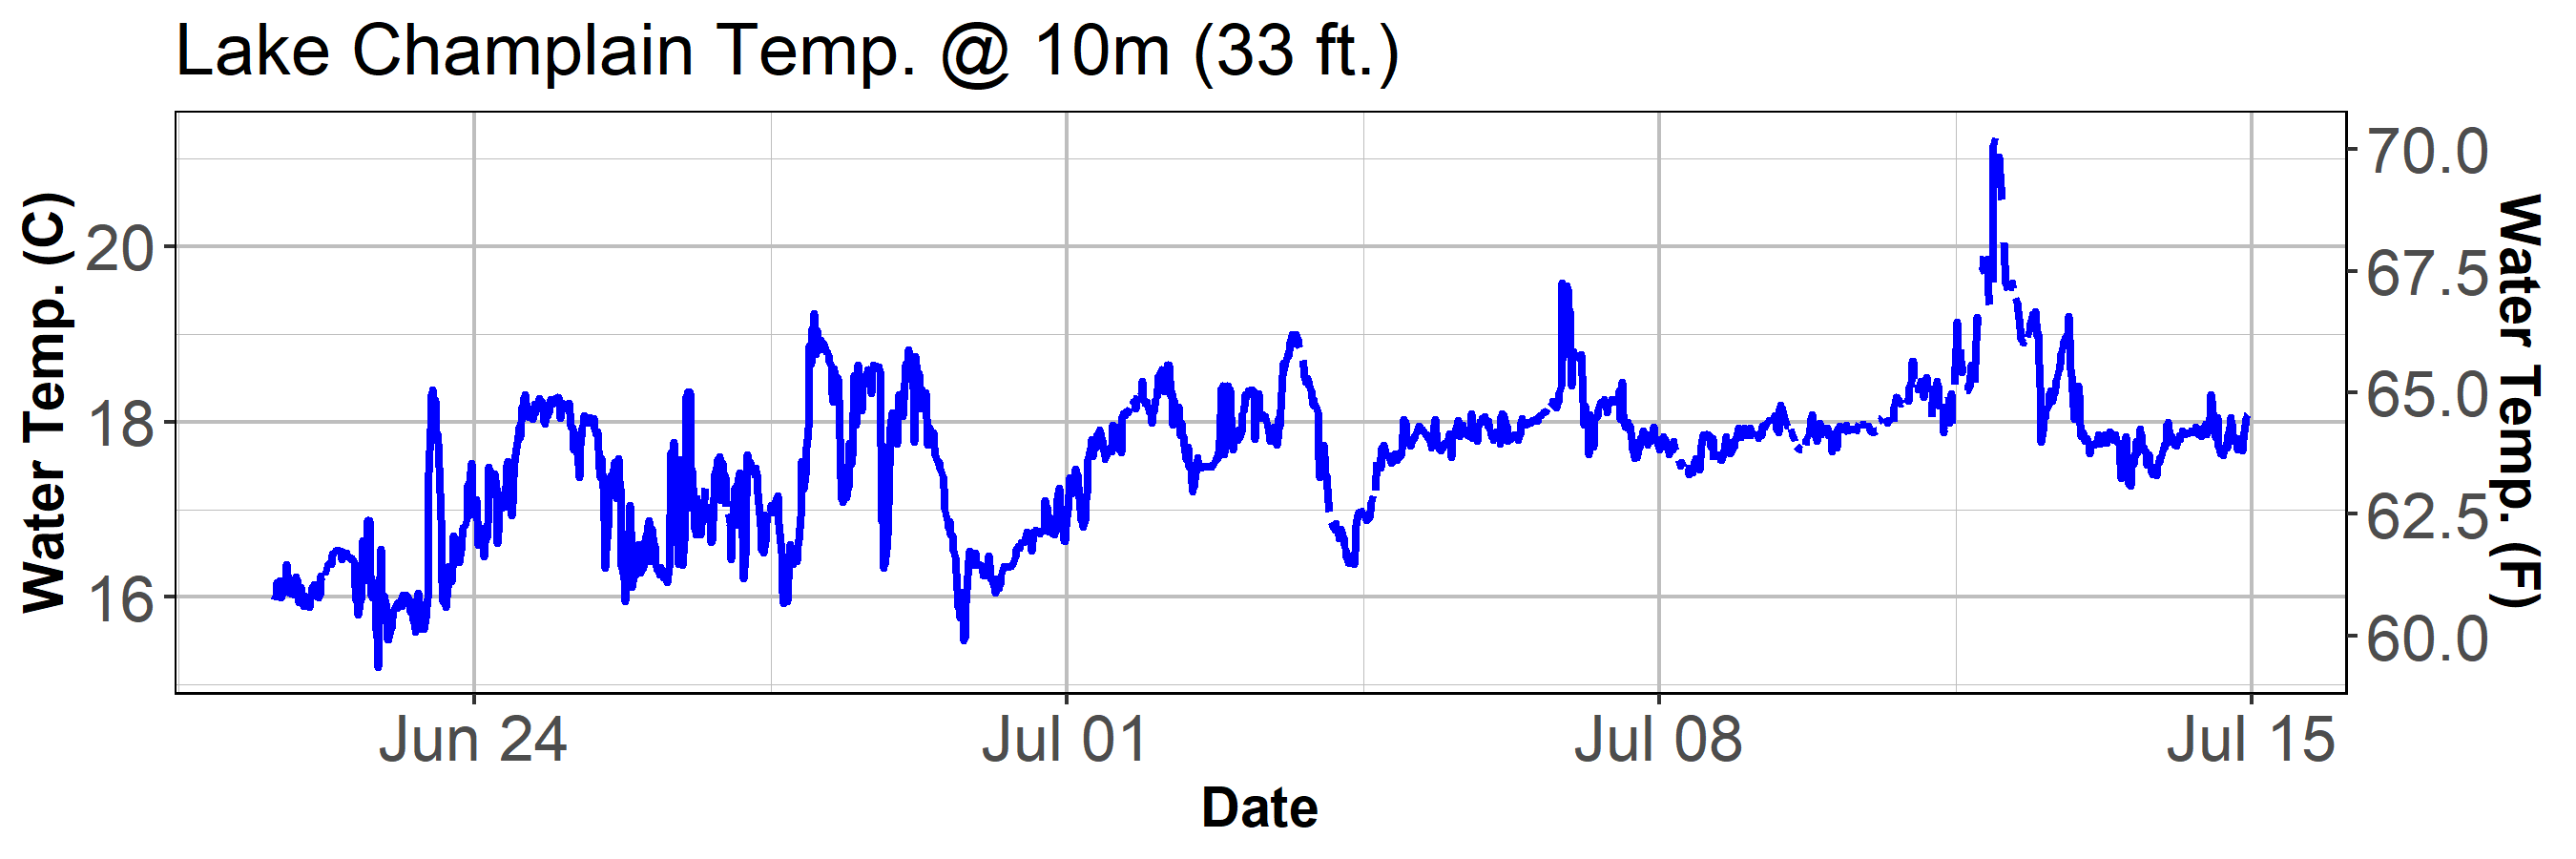 Lake Champlain Temp. @ 10m (33 ft.)
Water Temp. (C)
20
18
16
70.0
67.5
65.0
62.5
60.0
Water Temp. (F)
Jun 24
Jul 01
Jul 08
Jul 15
Date